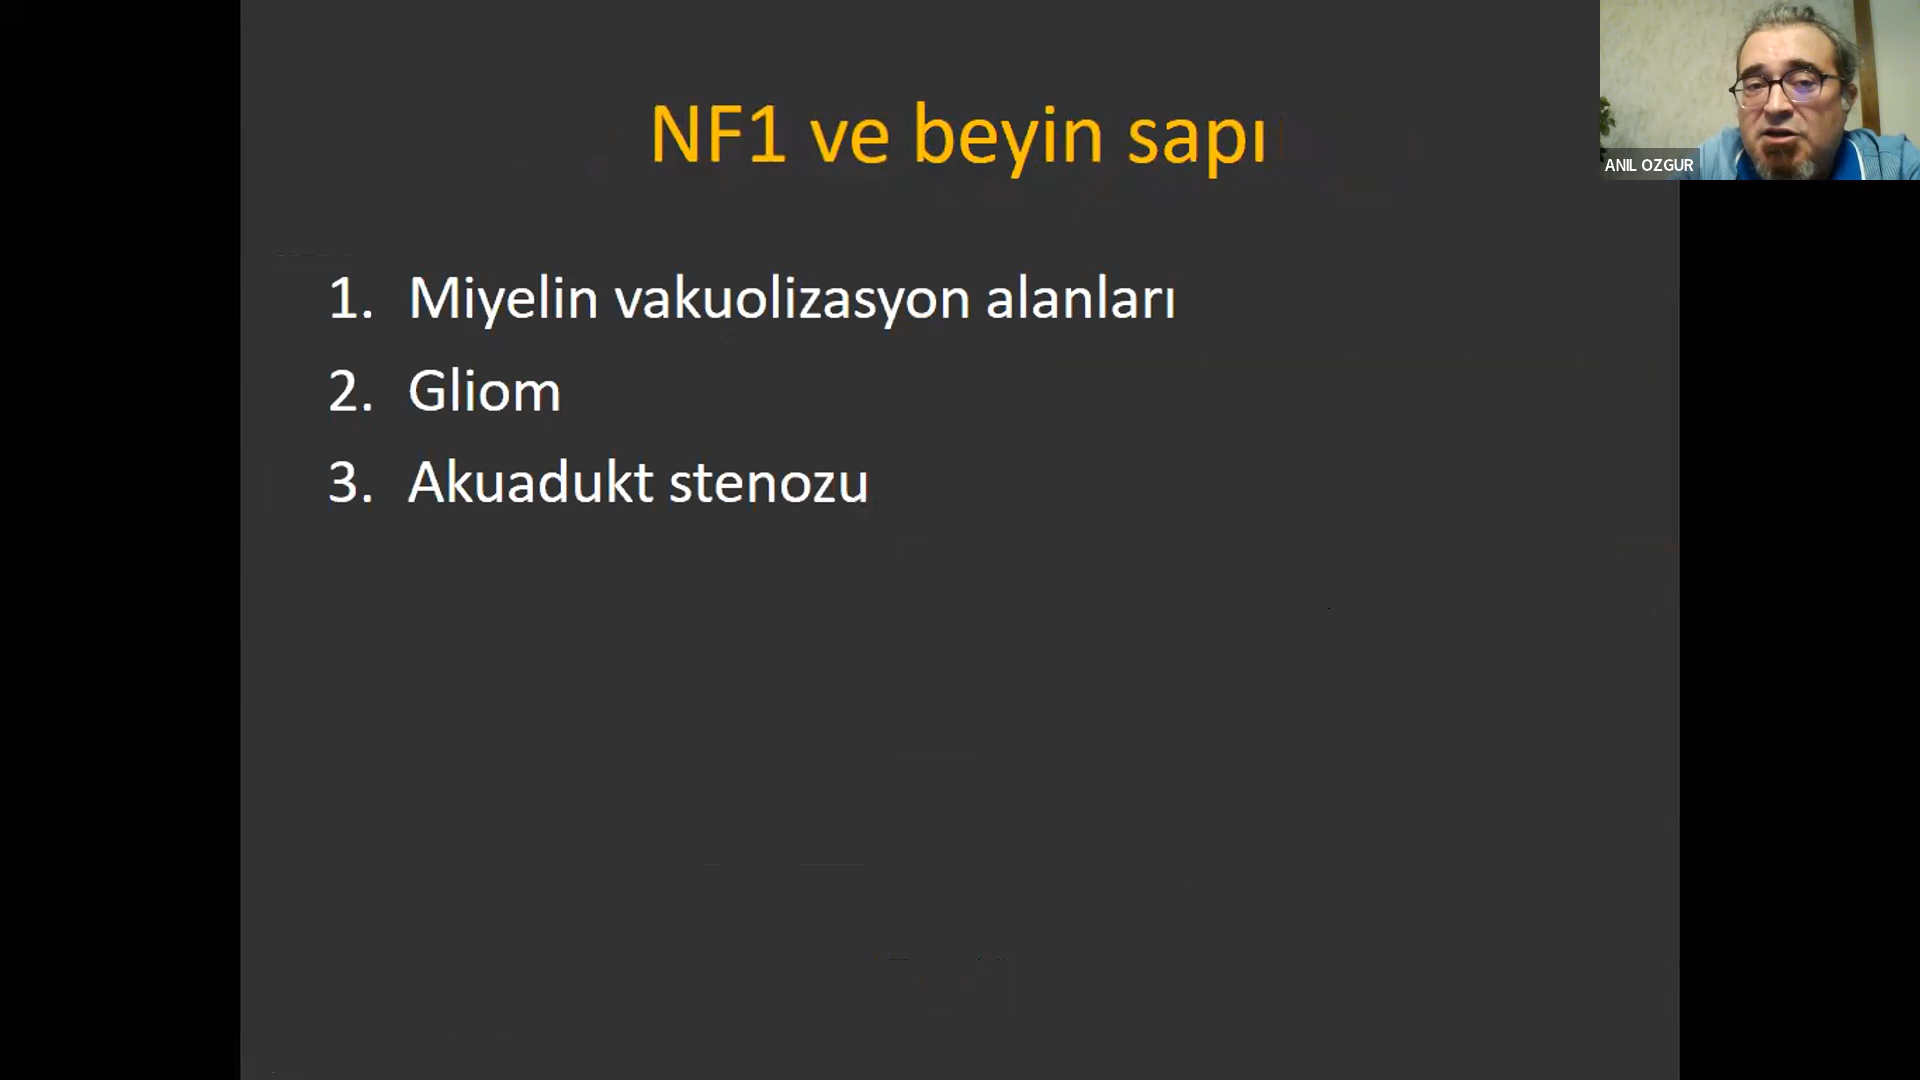 NF1 ve beyin sapı
ANIL OZGUR
1. Miyelin vakuolizasyon alanları
2. Gliom
3. Akuadukt stenozu